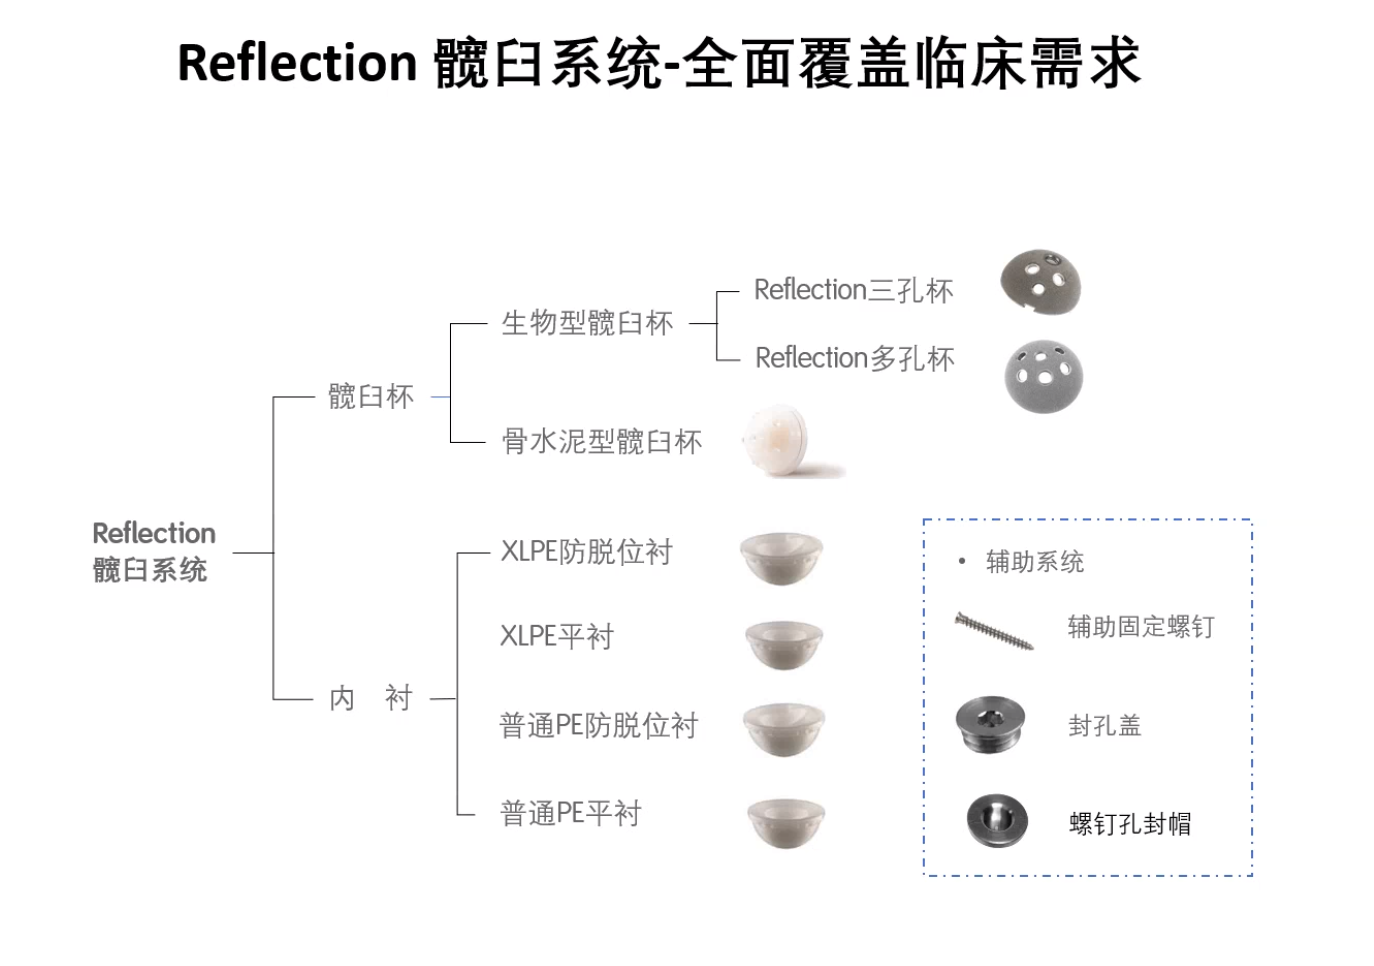 Reflection 髋臼系统-全面覆盖临床需求
Reflection三孔杯
生物型髋臼杯
Reflection多孔杯
髋臼杯
骨水泥型髋臼杯
Reflection
髋臼系统
XLPE防脱位衬
XLPE平衬
内 衬
普通PE防脱位衬
普通PE平衬
• 辅助系统
辅助固定螺钉
封孔盖
螺钉孔封帽